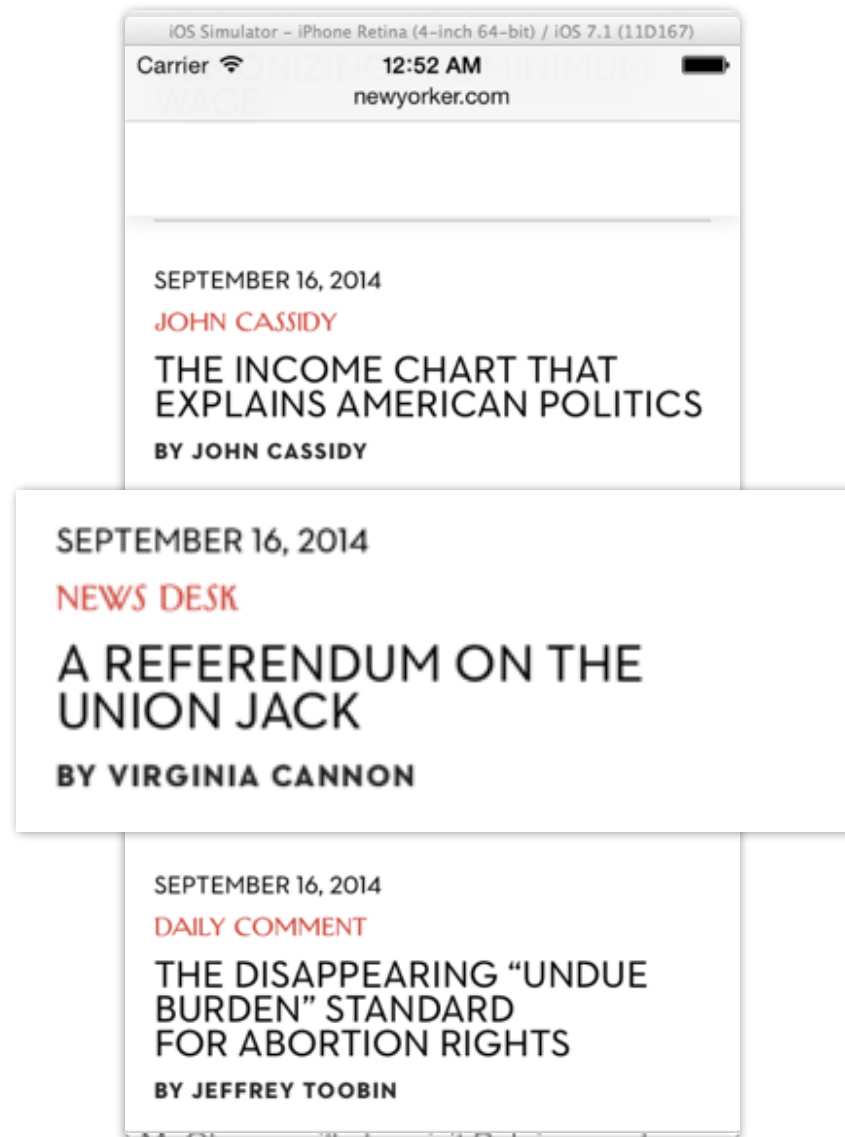 iOS Simulator – iPhone Retina (4-inch 64-bit) / iOS 7.1 (11D167)
Carrier 12:52 AM
newyorker.com
WAGE
SEPTEMBER 16, 2014
JOHN CASSIDY
THE INCOME CHART THAT
EXPLAINS AMERICAN POLITICS
BY JOHN CASSIDY
SEPTEMBER 16, 2014
NEWS DESK
A REFERENDUM ON THE
UNION JACK
BY VIRGINIA CANNON
SEPTEMBER 16, 2014
DAILY COMMENT
THE DISAPPEARING “UNDUE
BURDEN” STANDARD
FOR ABORTION RIGHTS
BY JEFFREY TOOBIN